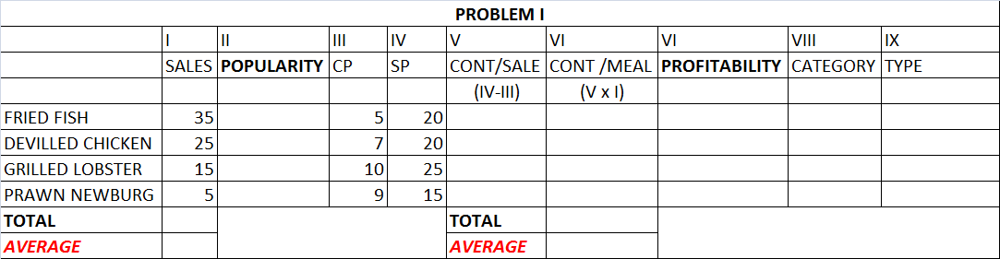 PROBLEM I
I II III IV V VI VI VIII IX
SALES POPULARITY CP SP CONT/SALE CONT /MEAL PROFITABILITY CATEGORY TYPE
(IV-III) (V x I)
FRIED FISH 35 5 20
DEVILLED CHICKEN 25 7 20
GRILLED LOBSTER 15 10 25
PRAWN NEWBURG 5 9 15
TOTAL TOTAL
AVERAGE AVERAGE